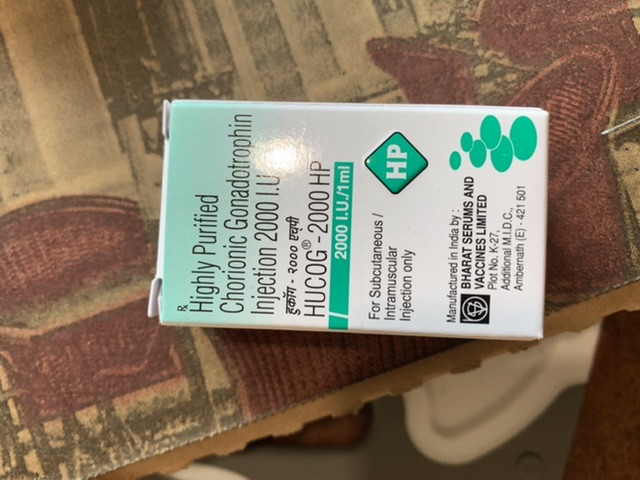 Rx
Highly Purified
Chorionic Gonadotrophin
Injection 2000 I.U.
हुकॉग - २००० एचपी
HUCOG® - 2000 HP
2000 I.U./1ml
HP
For Subcutaneous /
Intramuscular
Injection only
Manufactured in India by :
BHARAT SERUMS AND
VACCINES LIMITED
Plot No. K-27,
Additional M.I.D.C.,
Ambernath (E) - 421 501